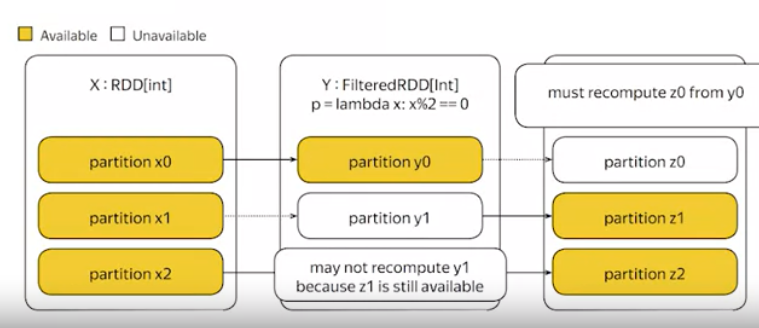 Available
Unavailable
X : RDD[int]
Y : FilteredRDD[Int]
p = lambda x: x%2 == 0
must recompute z0 from y0
partition x0
partition y0
partition z0
partition x1
partition y1
partition z1
partition x2
may not recompute y1
because z1 is still available
partition z2